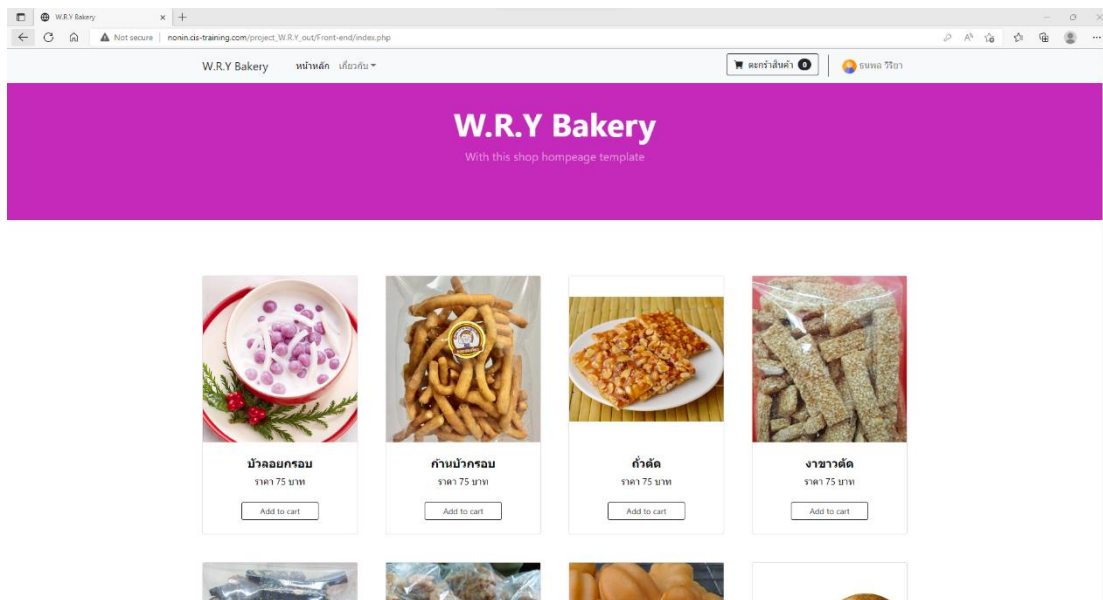 W.R.Y Bakery
Not secure nonin.cis-training.com/project_W.R.Y_out/Front-end/index.php
W.R.Y Bakery หน้าหลัก เกี่ยวกับ ตะกร้าสินค้า 0 ธนพล วิริยา
W.R.Y Bakery
With this shop hompeage template
บัวลอยกรอบ ก้านบัวกรอบ ถั่วตัด งาขาวตัด
ราคา 75 บาท ราคา 75 บาท ราคา 75 บาท ราคา 75 บาท
Add to cart Add to cart Add to cart Add to cart